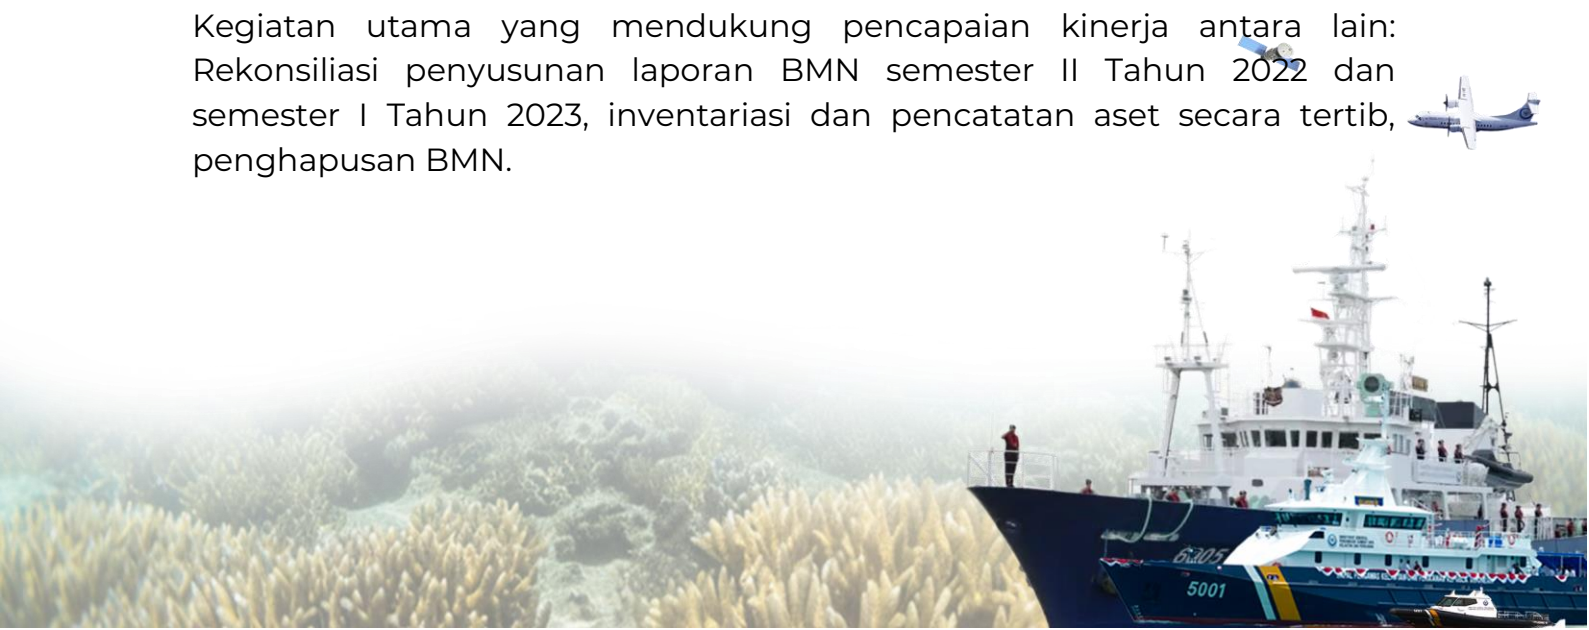 Kegiatan utama yang mendukung pencapaian kinerja antara lain:
Rekonsiliasi penyusunan laporan BMN semester II Tahun 2022 dan
semester I Tahun 2023, inventariasi dan pencatatan aset secara tertib,
penghapusan BMN.
6305
5001